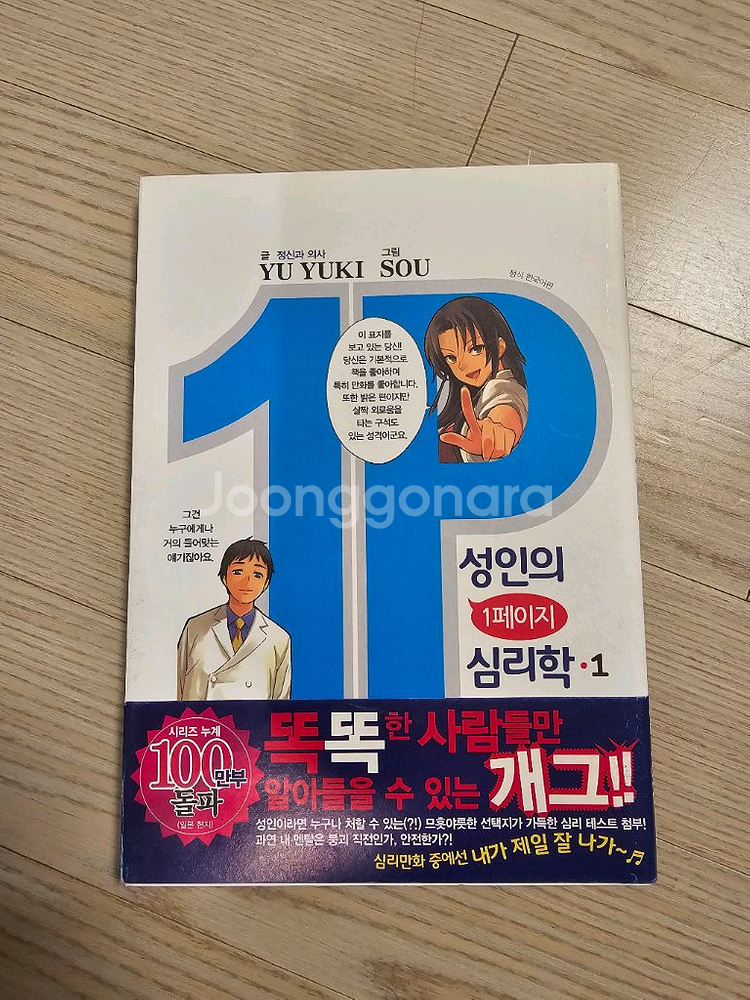 글 정신과 의사 그림
YU YUKI SOU
정식 한국어판
1P
이 표지를
보고 있는 당신!
당신은 기본적으로
책을 좋아하며
특히 만화를 좋아합니다.
또한 밝은 편이지만
살짝 외로움을
타는 구석도
있는 성격이군요.
Joonggonara
그건
누구에게나
거의 들어맞는
얘기잖아요.
성인의
1페이지
심리학·1
시리즈 누계
100만부
돌파
(일본 현지)
똑똑한 사람들만
알아들을 수 있는 개그!!
성인이라면 누구나 처할 수 있는(?!) 므흣야릇한 선택지가 가득한 심리 테스트 첨부!
과연 내 멘탈은 붕괴 직전인가, 안전한가?!
심리만화 중에선 내가 제일 잘 나가~♬